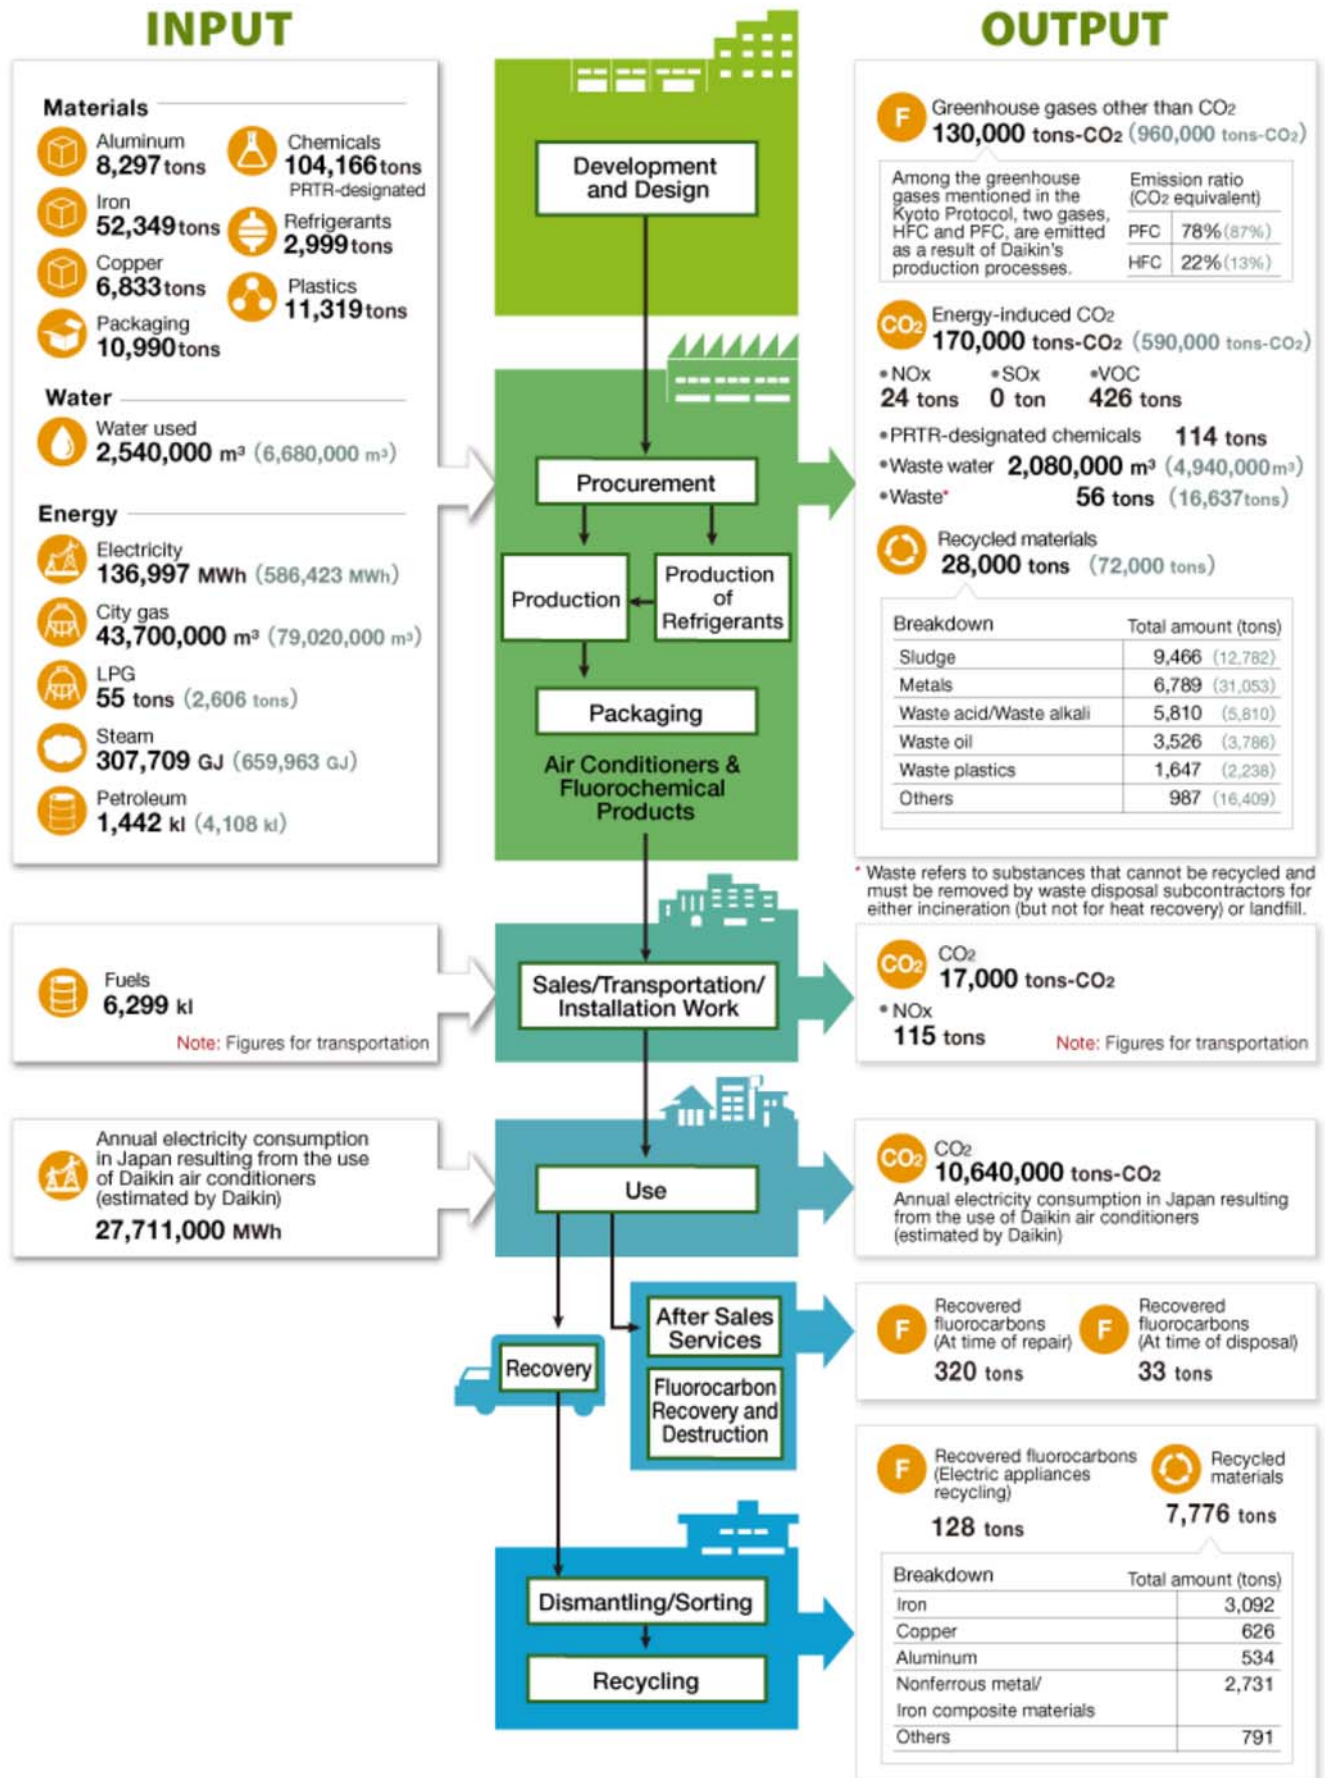 INPUT
OUTPUT
Materials
Aluminum
8,297 tons
Iron
52,349 tons
Copper
6,833 tons
Packaging
10,990 tons
Chemicals
104,166 tons
PRTR-designated
Refrigerants
2,999 tons
Plastics
11,319 tons
Water
Water used
2,540,000 m³ (6,680,000 m³)
Energy
Electricity
136,997 MWh (586,423 MWh)
City gas
43,700,000 m³ (79,020,000 m³)
LPG
55 tons (2,606 tons)
Steam
307,709 GJ (659,963 GJ)
Petroleum
1,442 kl (4,108 kl)
Development
and Design
Procurement
Production
Production
of
Refrigerants
Packaging
Air Conditioners &
Fluorochemical
Products
F
Greenhouse gases other than CO2
130,000 tons-CO2 (960,000 tons-CO2)
Among the greenhouse
gases mentioned in the
Kyoto Protocol, two gases,
HFC and PFC, are emitted
as a result of Daikin's
production processes.
Emission ratio
(CO2 equivalent)
PFC 78% (87%)
HFC 22% (13%)
CO2
Energy-induced CO2
170,000 tons-CO2 (590,000 tons-CO2)
•NOx •SOx •VOC
24 tons 0 ton 426 tons
•PRTR-designated chemicals 114 tons
•Waste water 2,080,000 m³ (4,940,000m³)
•Waste* 56 tons (16,637tons)
Recycled materials
28,000 tons (72,000 tons)
Breakdown Total amount (tons)
Sludge 9,466 (12,782)
Metals 6,789 (31,053)
Waste acid/Waste alkali 5,810 (5,810)
Waste oil 3,526 (3,786)
Waste plastics 1,647 (2,238)
Others 987 (16,409)
* Waste refers to substances that cannot be recycled and
must be removed by waste disposal subcontractors for
either incineration (but not for heat recovery) or landfill.
Fuels
6,299 kl
Note: Figures for transportation
Sales/Transportation/
Installation Work
CO2
CO2
17,000 tons-CO2
•NOx
115 tons
Note: Figures for transportation
Annual electricity consumption
in Japan resulting from the use
of Daikin air conditioners
(estimated by Daikin)
27,711,000 MWh
Use
CO2
CO2
10,640,000 tons-CO2
Annual electricity consumption in Japan resulting
from the use of Daikin air conditioners
(estimated by Daikin)
Recovery
After Sales
Services
Fluorocarbon
Recovery and
Destruction
F
Recovered
fluorocarbons
(At time of repair)
320 tons
F
Recovered
fluorocarbons
(At time of disposal)
33 tons
Dismantling/Sorting
Recycling
F
Recovered fluorocarbons
(Electric appliances
recycling)
128 tons
Recycled
materials
7,776 tons
Breakdown Total amount (tons)
Iron 3,092
Copper 626
Aluminum 534
Nonferrous metal/ 2,731
Iron composite materials
Others 791